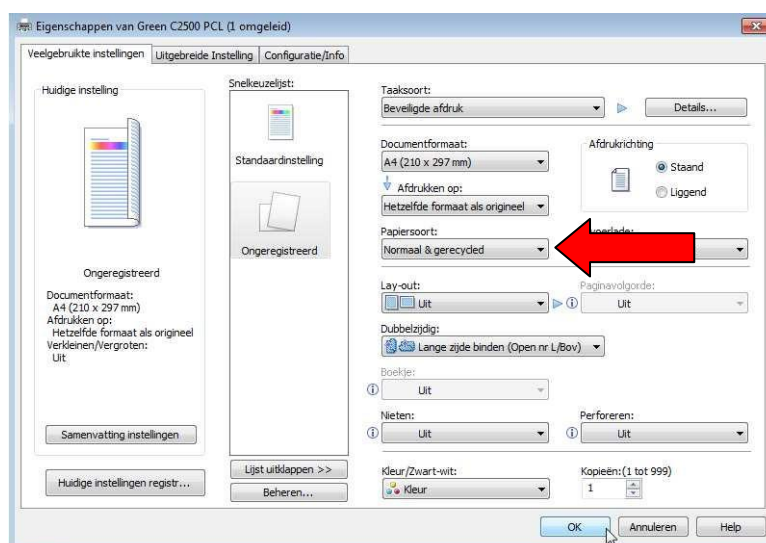 Eigenschappen van Green C2500 PCL (1 omgeleid)
Veelgebruikte instellingen
Uitgebreide Instelling
Configuratie/Info
Huidige instelling
Ongeregistreerd
Documentformaat:
A4 (210 x 297 mm)
Afdrukken op:
Hetzelfde formaat als origineel
Verkleinen/Vergroten:
Uit
Samenvatting instellingen
Huidige instellingen registr...
Snelkeuzelijst:
Standaardinstelling
Ongeregistreerd
Lijst uitklappen >>
Beheren...
Taaksoort:
Beveiligde afdruk
Details...
Documentformaat:
A4 (210 x 297 mm)
Afdrukken op:
Hetzelfde formaat als origineel
Afdrukrichting
Staand
Liggend
Papiersoort:
Normaal & gerecycled
Lay-out:
Uit
Paginavolgorde:
Uit
Dubbelzijdig:
Lange zijde binden (Open nr L/Bov)
Boekje:
Uit
Nieten:
Uit
Perforeren:
Uit
Kleur/Zwart-wit:
Kleur
Kopieën:(1 tot 999)
1
OK
Annuleren
Help